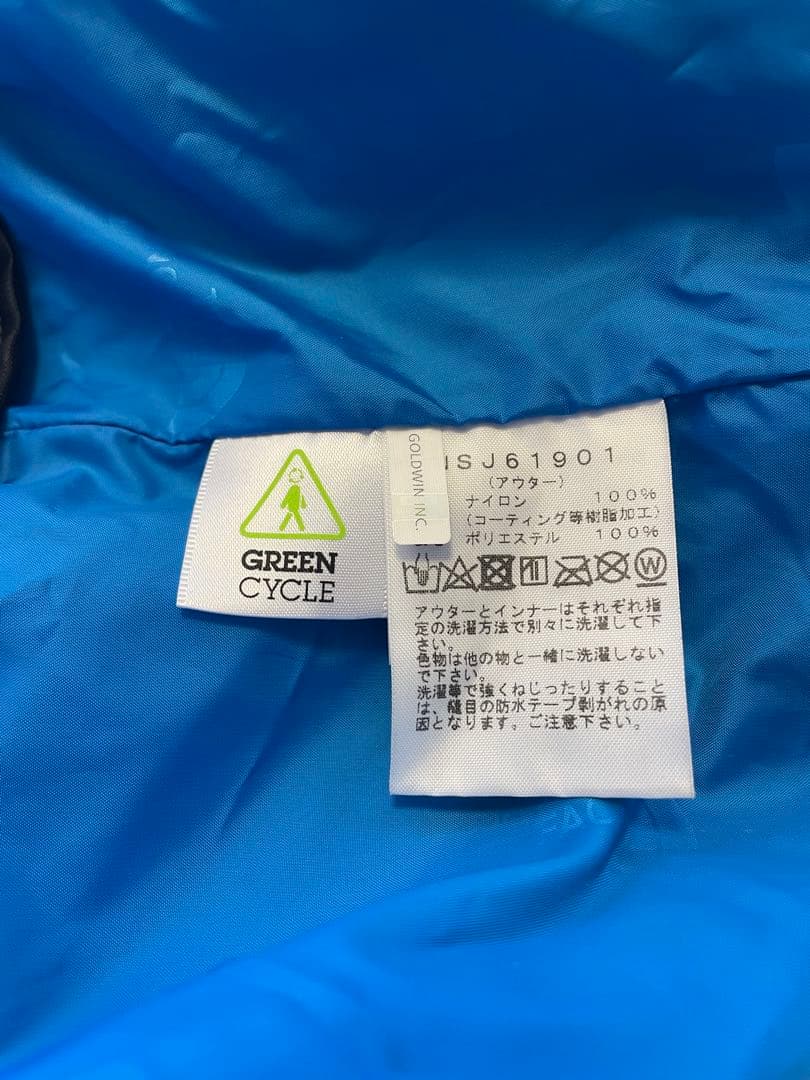 GREEN
CYCLE
GOLDWIN INC.
SJ61901
(アウター)
ナイロン 100%
(コーティング等樹脂加工)
ポリエステル 100%
W
アウターとインナーはそれぞれ指
定の洗濯方法で別々に洗濯して下
さい。
色物は他の物と一緒に洗濯しない
で下さい。
洗濯等で強くねじったりすること
は、縫目の防水テープ剥がれの原
因となります。ご注意下さい。